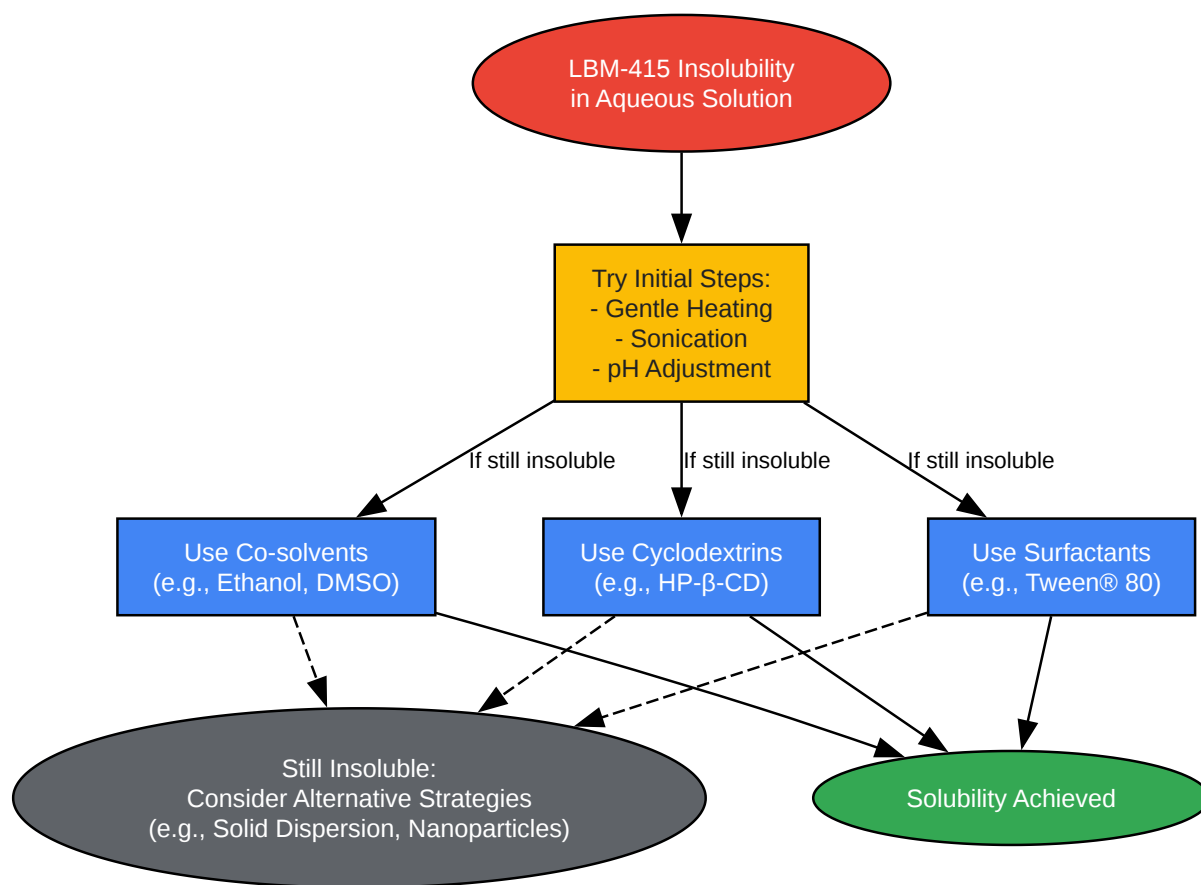 LBM-415 Insolubility
in Aqueous Solution
Try Initial Steps:
- Gentle Heating
- Sonication
- pH Adjustment
If still insoluble
If still insoluble
If still insoluble
Use Co-solvents
(e.g., Ethanol, DMSO)
Use Cyclodextrins
(e.g., HP-β-CD)
Use Surfactants
(e.g., Tween® 80)
Still Insoluble:
Consider Alternative Strategies
(e.g., Solid Dispersion, Nanoparticles)
Solubility Achieved